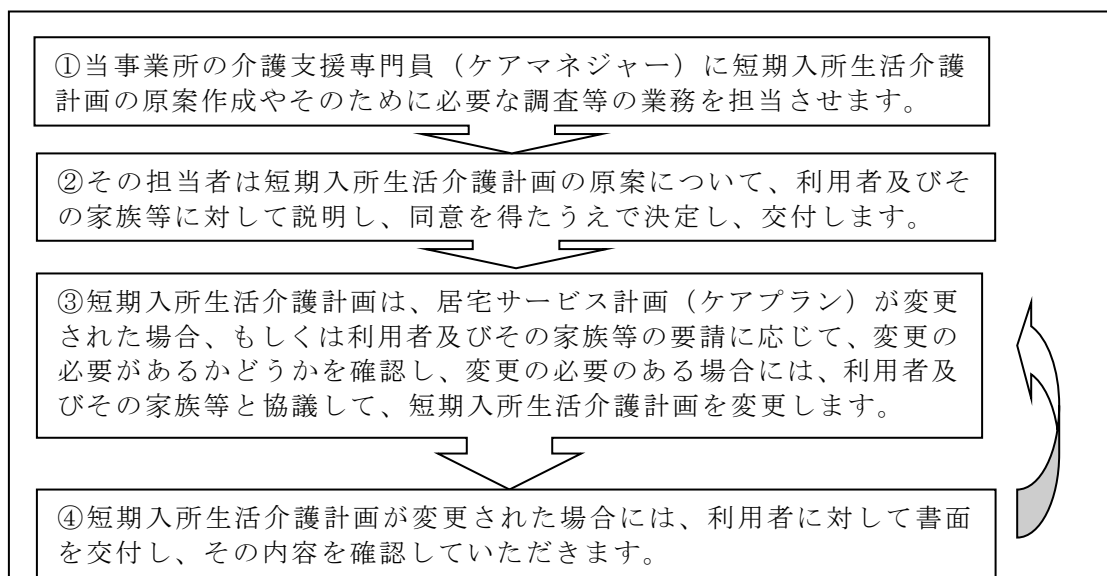 ①当事業所の介護支援専門員（ケアマネジャー）に短期入所生活介護
計画の原案作成やそのために必要な調査等の業務を担当させます。
②その担当者は短期入所生活介護計画の原案について、利用者及びそ
の家族等に対して説明し、同意を得たうえで決定し、交付します。
③短期入所生活介護計画は、居宅サービス計画（ケアプラン）が変更
された場合、もしくは利用者及びその家族等の要請に応じて、変更の
必要があるかどうかを確認し、変更の必要のある場合には、利用者及
びその家族等と協議して、短期入所生活介護計画を変更します。
④短期入所生活介護計画が変更された場合には、利用者に対して書面
を交付し、その内容を確認していただきます。